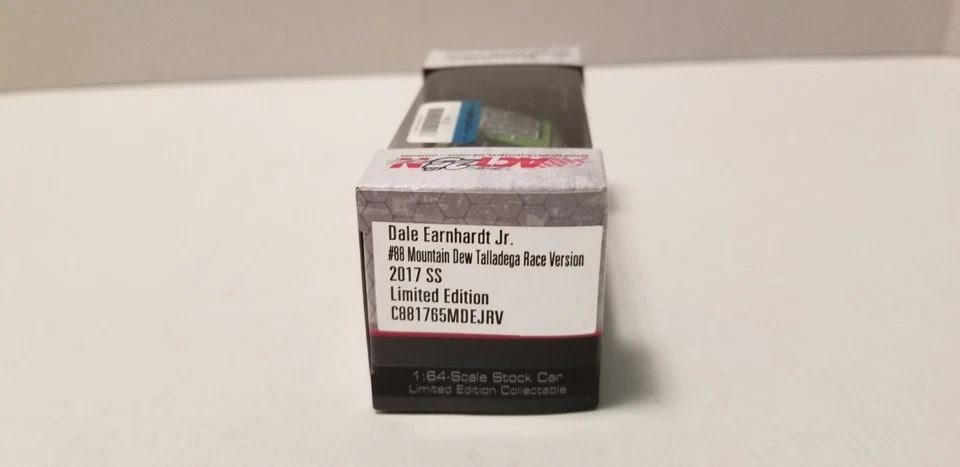 ACTION
Dale Earnhardt Jr.
#88 Mountain Dew Talladega Race Version
2017 SS
Limited Edition
C881765MDEJRV
1:64-Scale Stock Car
Limited Edition Collectable